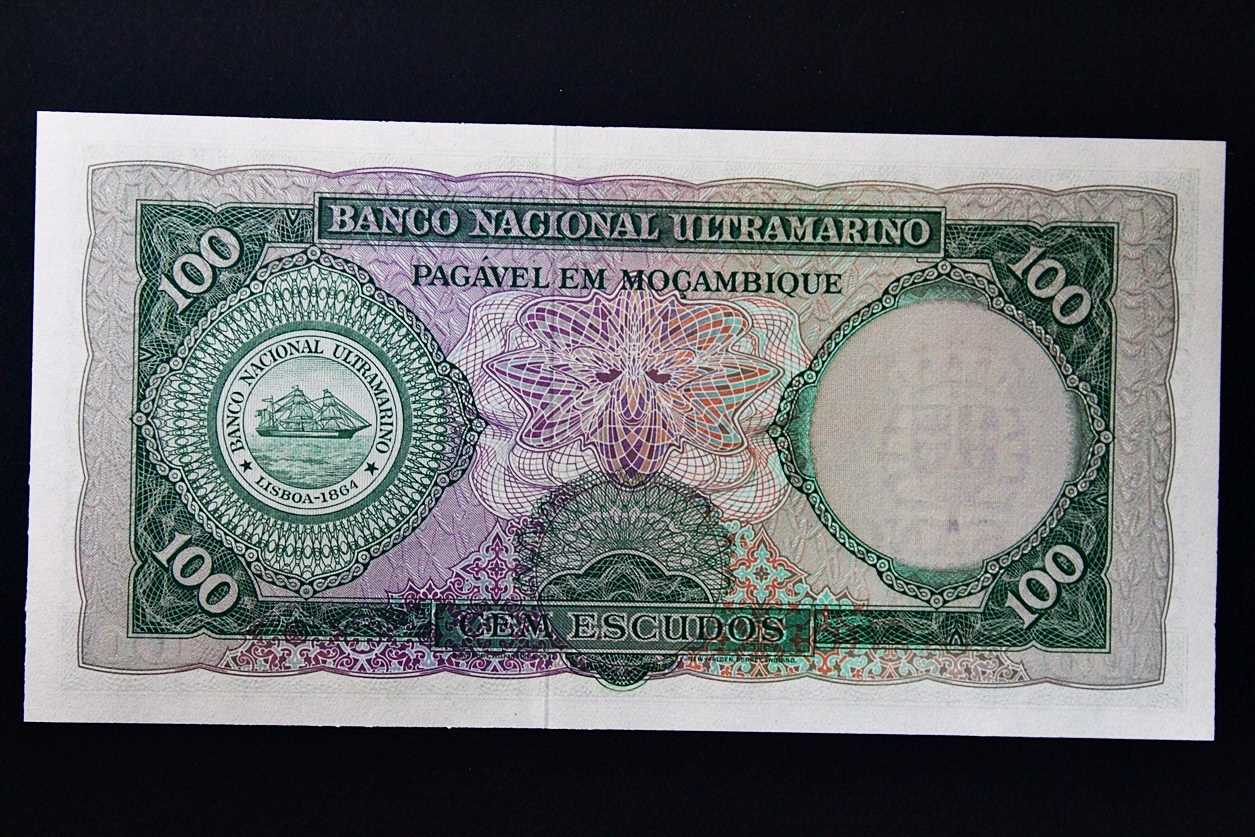 BANCO NACIONAL ULTRAMARINO
PAGÁVEL EM MOÇAMBIQUE
100
100
BANCO NACIONAL ULTRAMARINO
★ LISBOA-1864 ★
100
100
CEM ESCUDOS